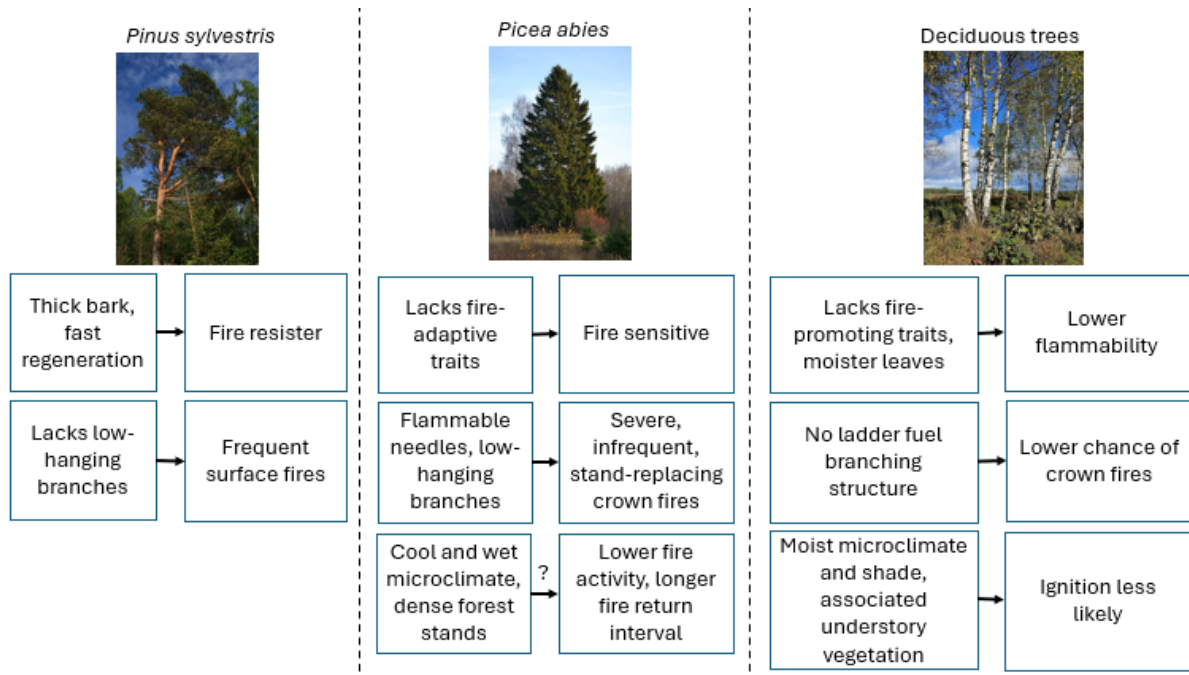 Pinus sylvestris
Thick bark,
fast
regeneration
Fire resister
Lacks low-
hanging
branches
Frequent
surface fires
Picea abies
Lacks fire-
adaptive
traits
Fire sensitive
Flammable
needles, low-
hanging
branches
Severe,
infrequent,
stand-replacing
crown fires
Cool and wet
microclimate,
dense forest
stands
?
Lower fire
activity, longer
fire return
interval
Deciduous trees
Lacks fire-
promoting traits,
moister leaves
Lower
flammability
No ladder fuel
branching
structure
Lower chance of
crown fires
Moist microclimate
and shade,
associated
understory
vegetation
Ignition less
likely